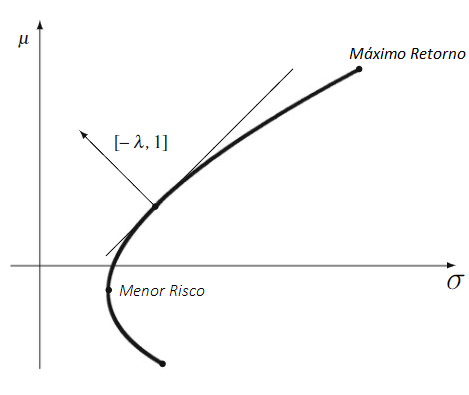 μ
Máximo Retorno
[– λ, 1]
σ
Menor Risco